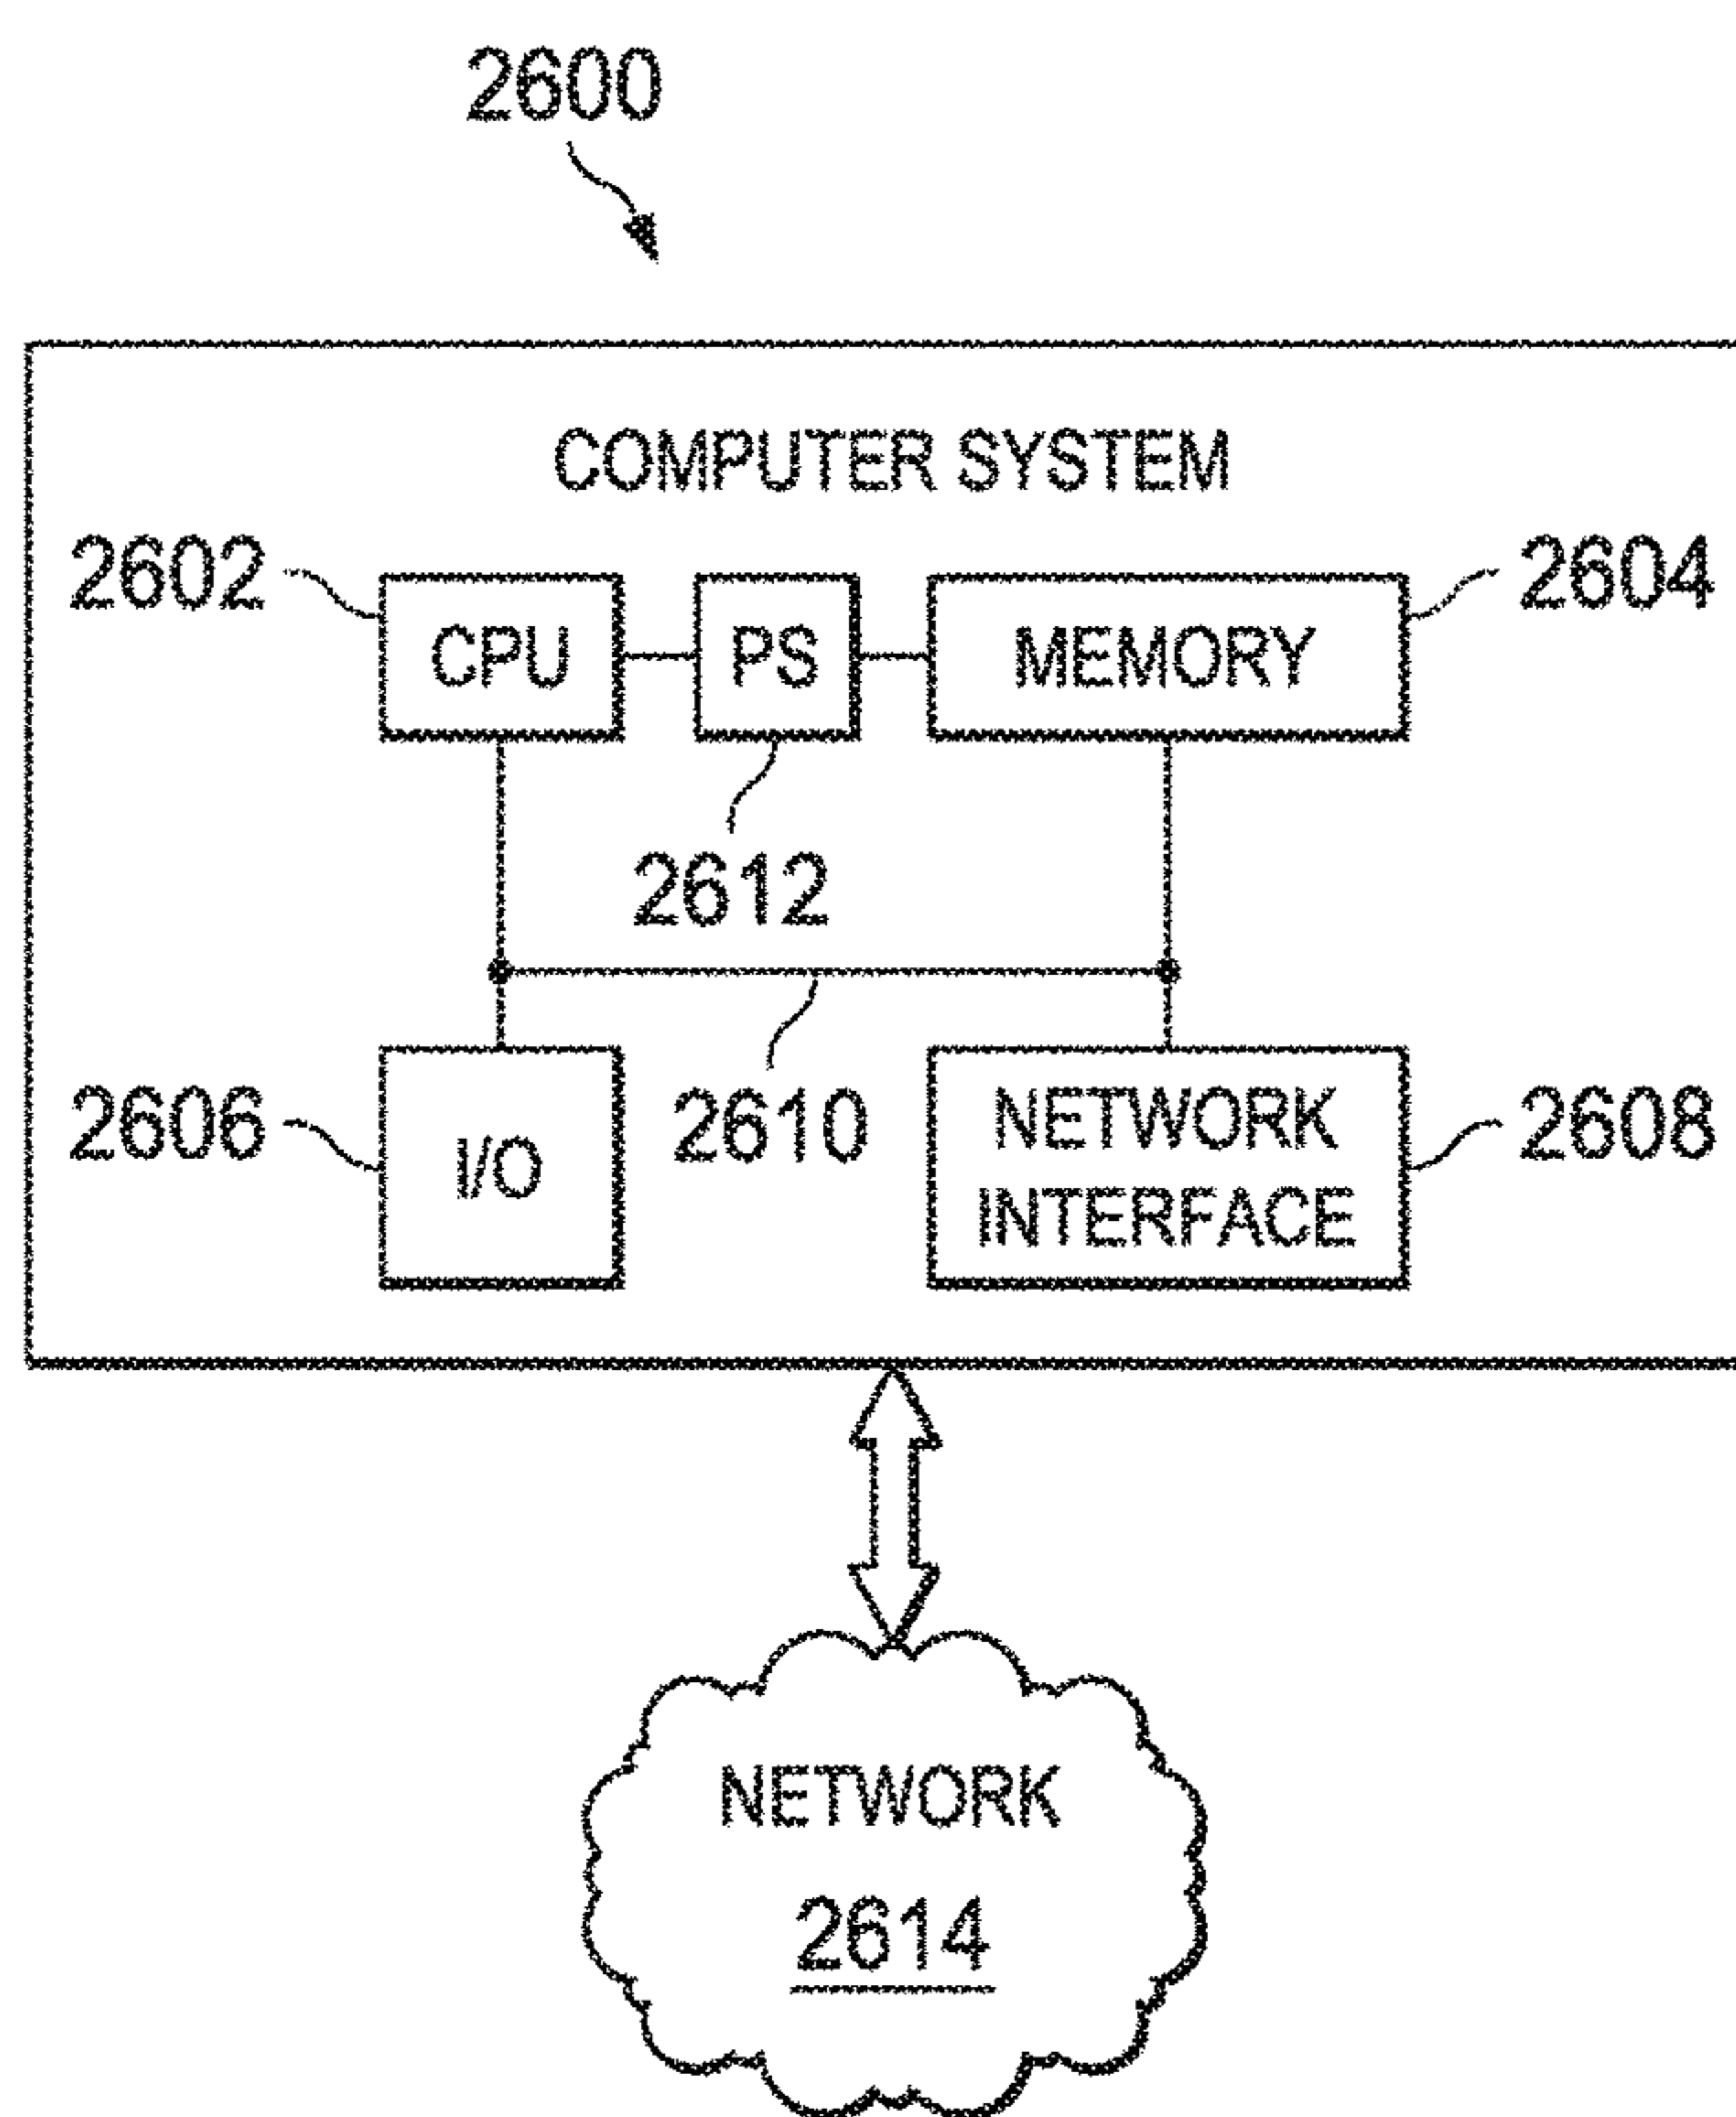 2600
COMPUTER SYSTEM
2602
CPU
PS
MEMORY
2604
2612
2606
I/O
2610
NETWORK
INTERFACE
2608
NETWORK
2614